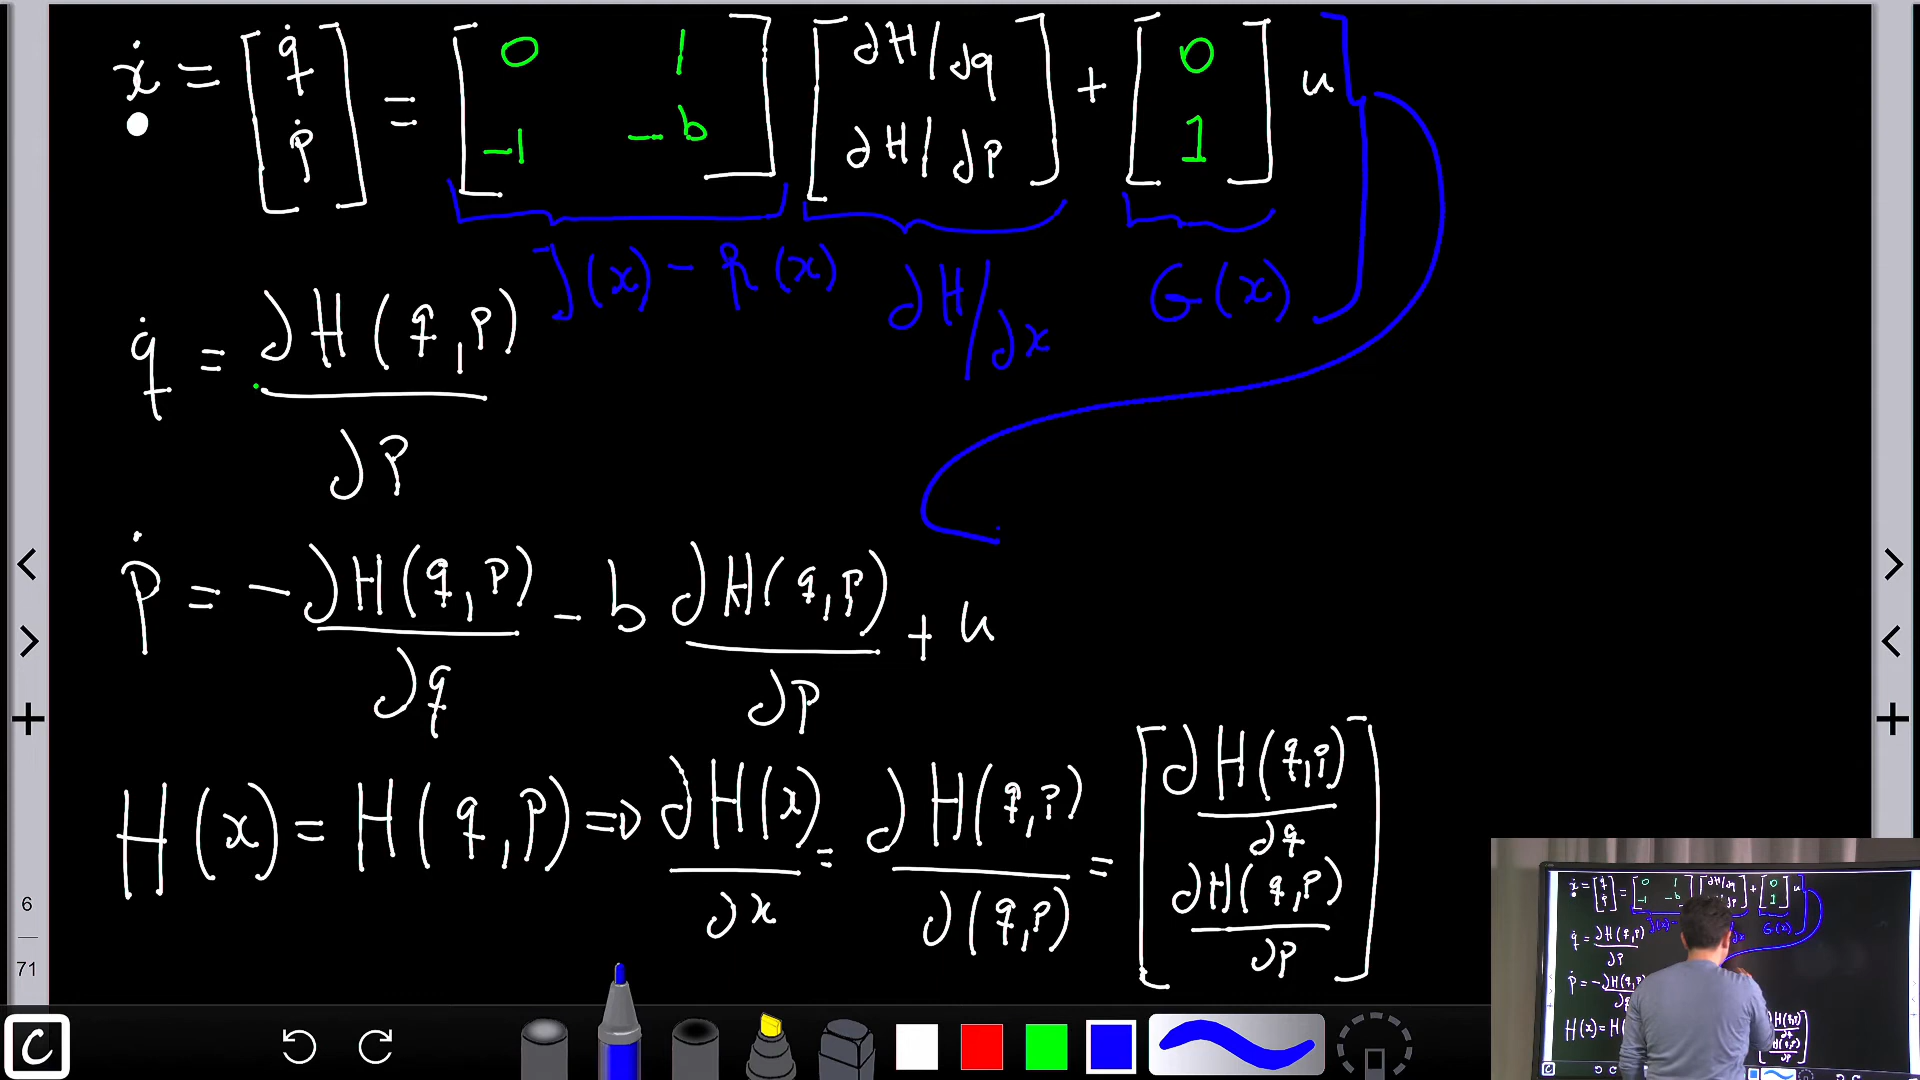 ẋ = [q̇ ṗ] = [0 1 -1 -b] [∂H/∂q ∂H/∂p] + [0 1] u
J(x) - R(x) ∂H/∂x G(x)
q̇ = ∂H(q,p)/∂p
ṗ = -∂H(q,p)/∂q - b ∂H(q,p)/∂p + u
H(x) = H(q,p) => ∂H(x)/∂x = ∂H(q,p)/∂(q,p) = [∂H(q,p)/∂q ∂H(q,p)/∂p]
6
71
C